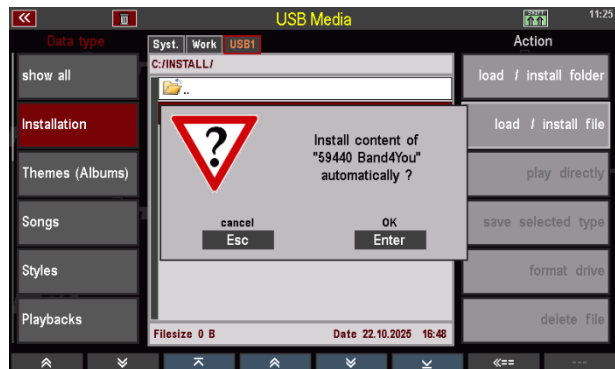 «
USB Media
SHIFT
11:25
Data type
Syst.
Work
USB1
Action
C:/INSTALL/
show all
..
load / install folder
Installation
load / install file
?
Install content of
"59440 Band4You"
automatically ?
Themes (Albums)
play directly
Songs
cancel
OK
save selected type
Esc
Enter
Styles
format drive
Playbacks
delete file
Filesize 0 B
Date 22.10.2025 16:48
«==
---